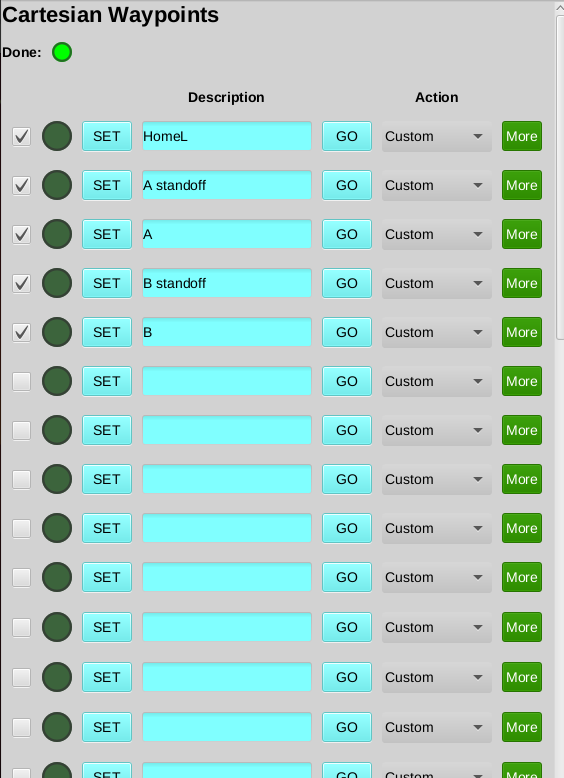 Cartesian Waypoints
Done:
Description Action
SET HomeL GO Custom More
SET A standoff GO Custom More
SET A GO Custom More
SET B standoff GO Custom More
SET B GO Custom More
SET GO Custom More
SET GO Custom More
SET GO Custom More
SET GO Custom More
SET GO Custom More
SET GO Custom More
SET GO Custom More
SET GO Custom More
SET GO Custom More